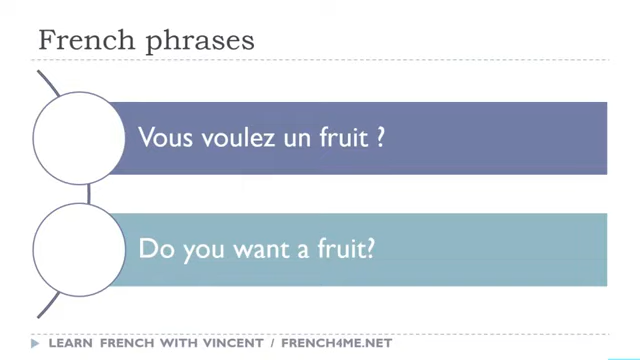 French phrases
Vous voulez un fruit ?
Do you want a fruit?
LEARN FRENCH WITH VINCENT / FRENCH4ME.NET